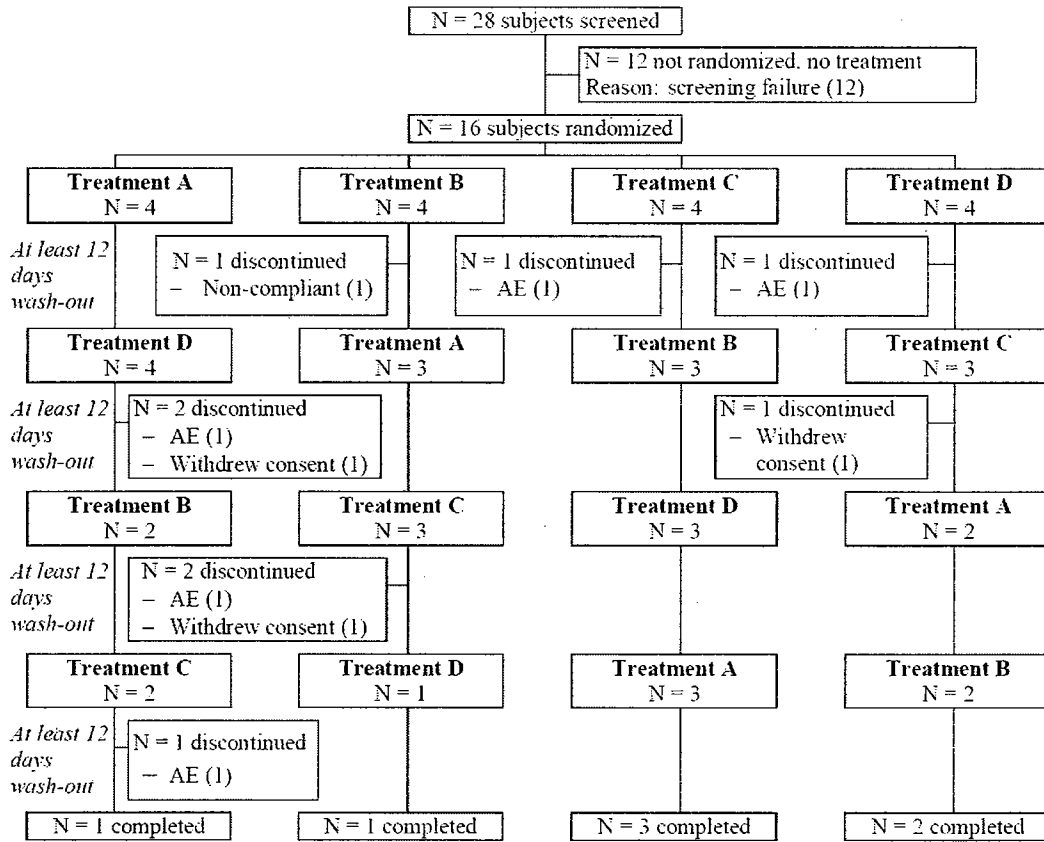 N = 28 subjects screened
N = 12 not randomized, no treatment
Reason: screening failure (12)
N = 16 subjects randomized
Treatment A
N = 4
Treatment B
N = 4
Treatment C
N = 4
Treatment D
N = 4
At least 12
days
wash-out
N = 1 discontinued
– Non-compliant (1)
N = 1 discontinued
– AE (1)
N = 1 discontinued
– AE (1)
Treatment D
N = 4
Treatment A
N = 3
Treatment B
N = 3
Treatment C
N = 3
At least 12
days
wash-out
N = 2 discontinued
– AE (1)
– Withdrew consent (1)
N = 1 discontinued
– Withdrew
consent (1)
Treatment B
N = 2
Treatment C
N = 3
Treatment D
N = 3
Treatment A
N = 2
At least 12
days
wash-out
N = 2 discontinued
– AE (1)
– Withdrew consent (1)
Treatment C
N = 2
Treatment D
N = 1
Treatment A
N = 3
Treatment B
N = 2
At least 12
days
wash-out
N = 1 discontinued
– AE (1)
N = 1 completed
N = 1 completed
N = 3 completed
N = 2 completed